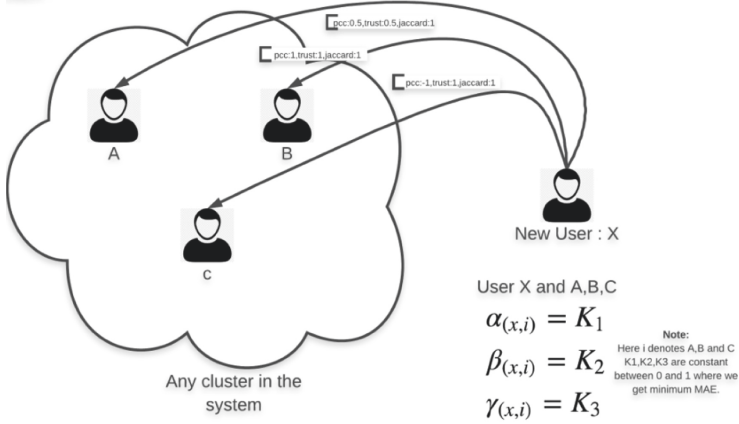 pcc:0.5,trust:0.5,jaccard:1
pcc:1,trust:1,jaccard:1
pcc:-1,trust:1,jaccard:1
A
B
c
New User : X
User X and A,B,C
α(x,i) = K1
β(x,i) = K2
γ(x,i) = K3
Note:
Here i denotes A,B and C
K1,K2,K3 are constant
between 0 and 1 where we
get minimum MAE.
Any cluster in the
system